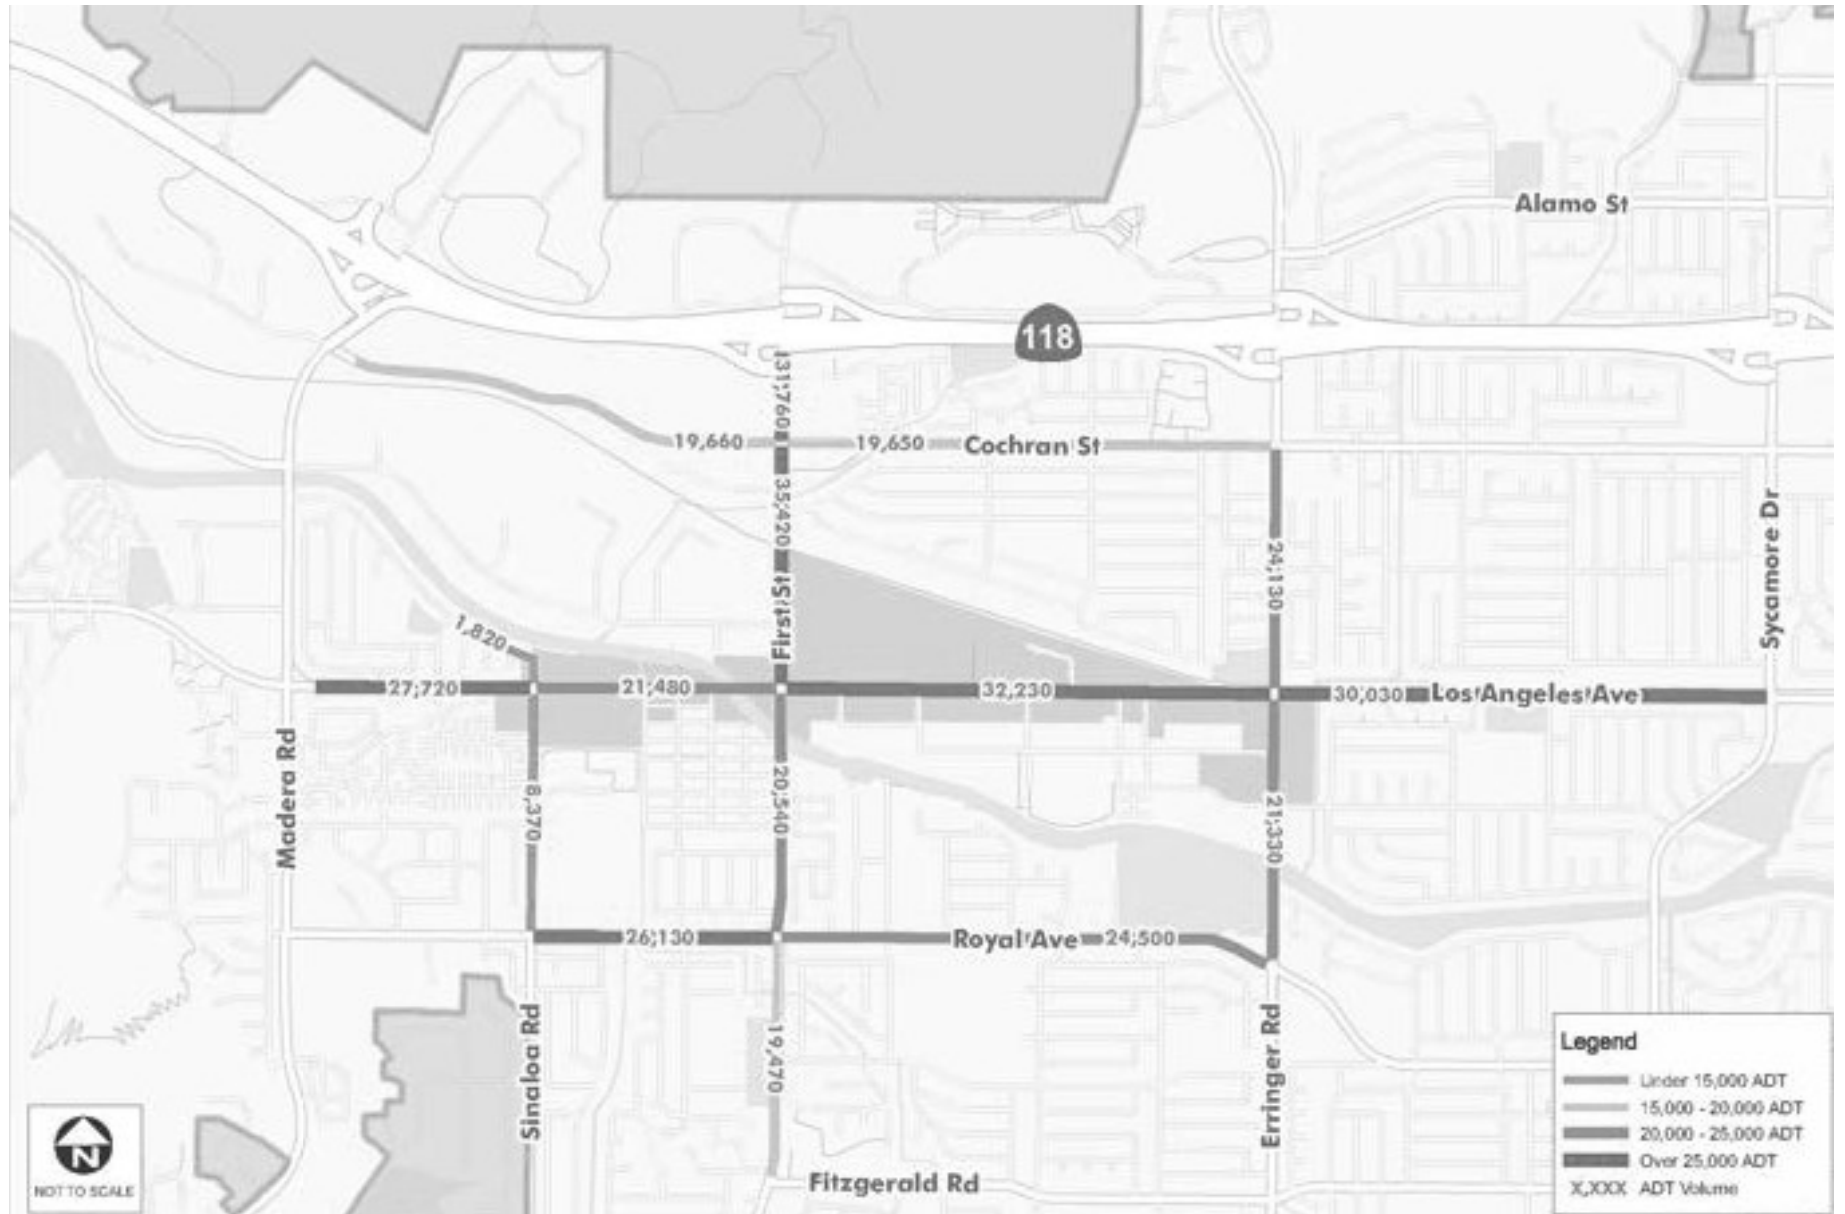 Alamo St
118
31,760
19,660
19,650
Cochran St
35,420
First St
24,130
Sycamore Dr
1,820
27,720
21,480
32,230
30,030
Los Angeles Ave
Madera Rd
8,370
20,540
21,330
26,130
Royal Ave
24,500
Sinaloa Rd
19,470
Erringer Rd
Fitzgerald Rd
N
NOT TO SCALE
Legend
Under 15,000 ADT
15,000 - 20,000 ADT
20,000 - 25,000 ADT
Over 25,000 ADT
X,XXX ADT Volume